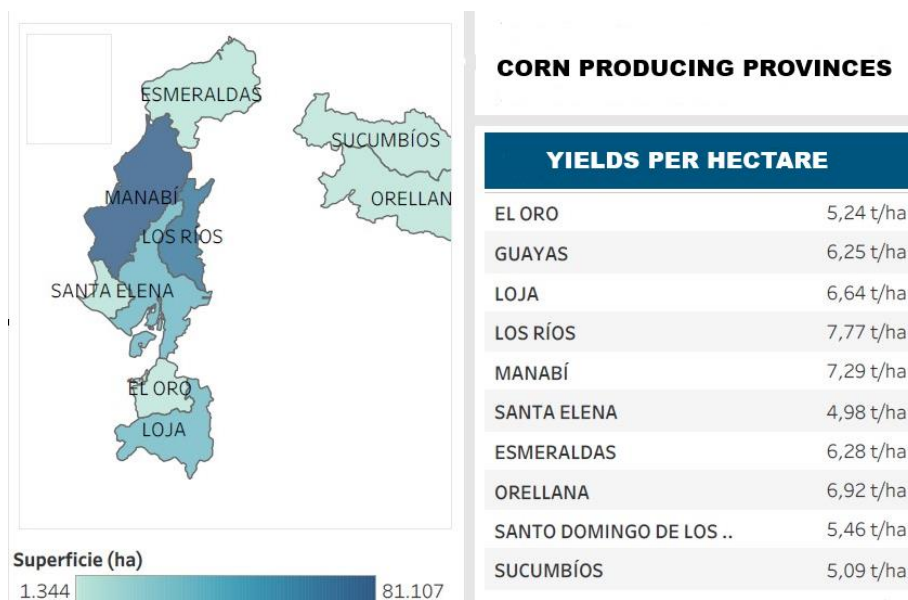 ESMERALDAS
SUCUMBÍOS
MANABÍ
ORELLAN
LOS RÍOS
SANTA ELENA
EL ORO
LOJA
Superficie (ha)
1.344 81.107
CORN PRODUCING PROVINCES
YIELDS PER HECTARE
EL ORO 5,24 t/ha
GUAYAS 6,25 t/ha
LOJA 6,64 t/ha
LOS RÍOS 7,77 t/ha
MANABÍ 7,29 t/ha
SANTA ELENA 4,98 t/ha
ESMERALDAS 6,28 t/ha
ORELLANA 6,92 t/ha
SANTO DOMINGO DE LOS .. 5,46 t/ha
SUCUMBÍOS 5,09 t/ha